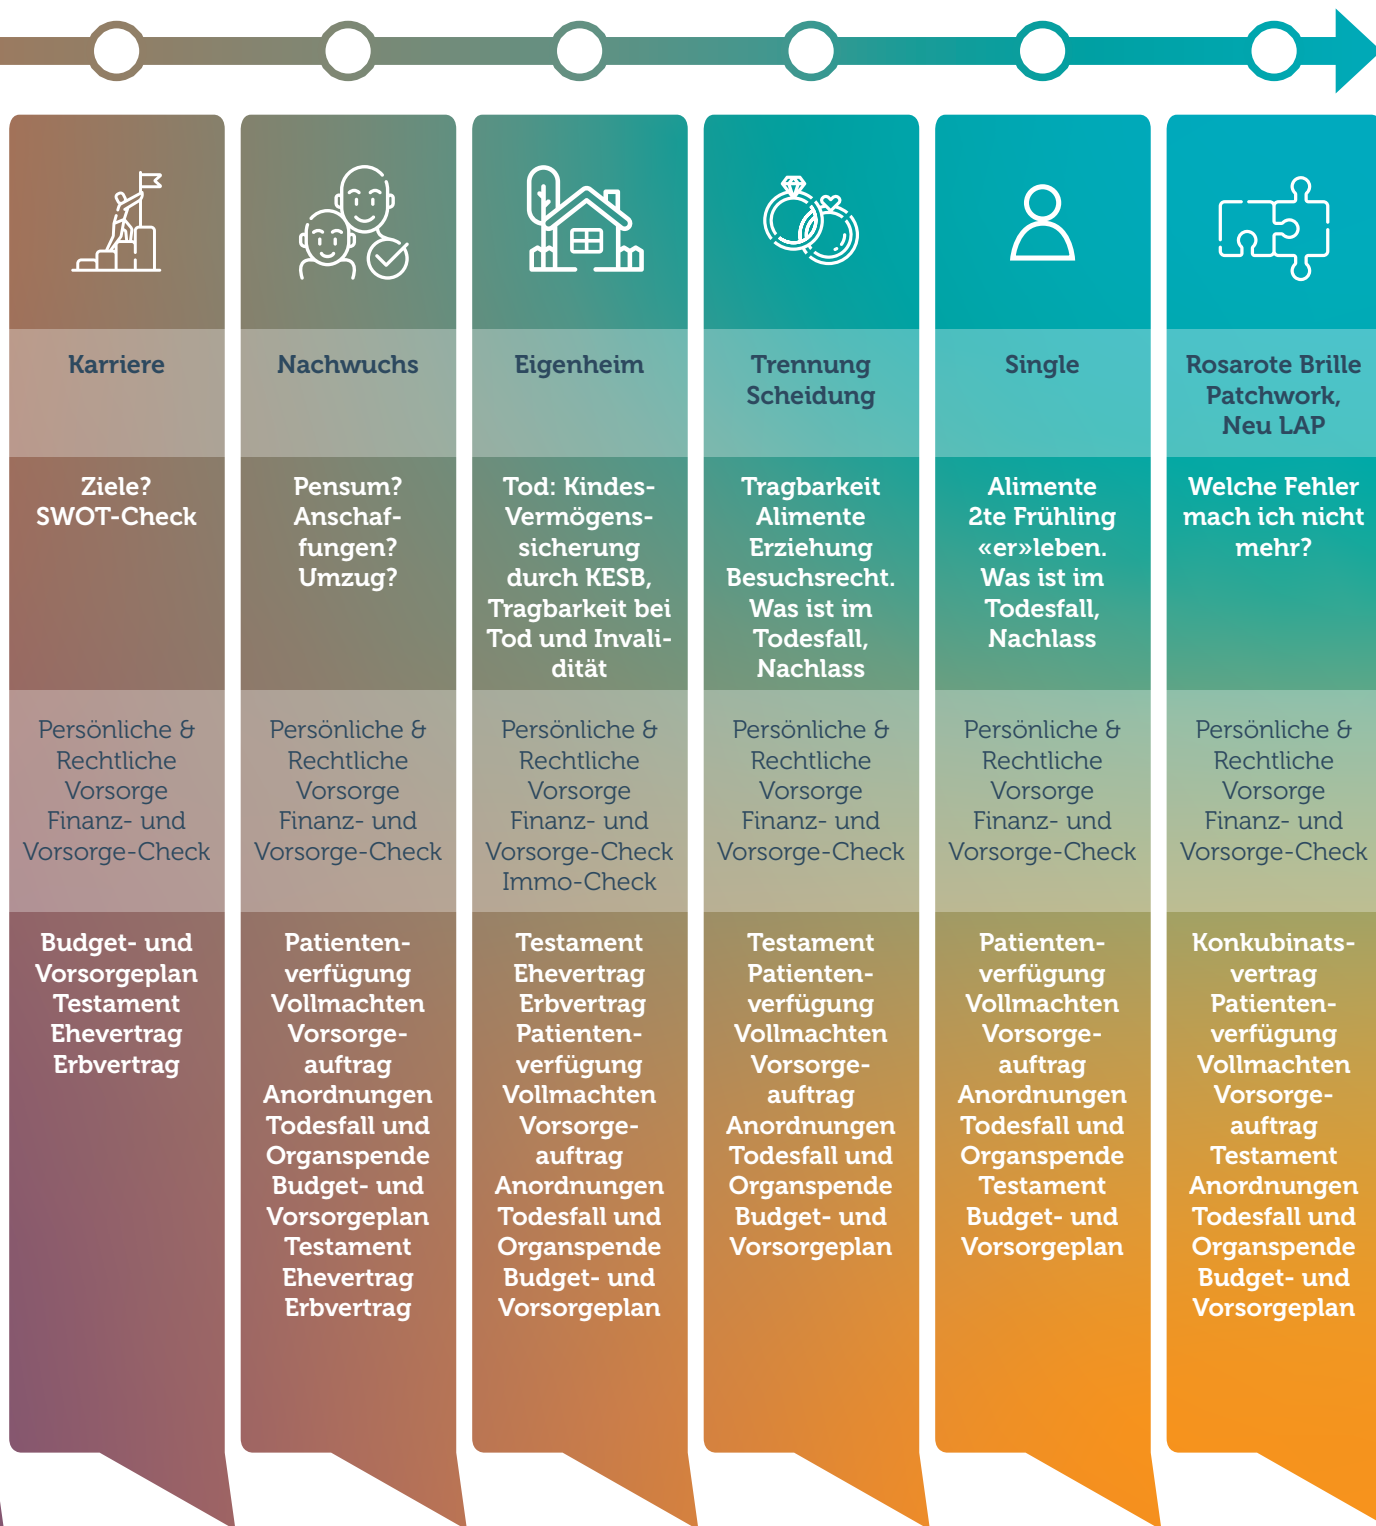 Karriere
Ziele?
SWOT-Check
Persönliche &
Rechtliche
Vorsorge
Finanz- und
Vorsorge-Check
Budget- und
Vorsorgeplan
Testament
Ehevertrag
Erbvertrag
Nachwuchs
Pensum?
Anschaf-
fungen?
Umzug?
Persönliche &
Rechtliche
Vorsorge
Finanz- und
Vorsorge-Check
Patienten-
verfügung
Vollmachten
Vorsorge-
auftrag
Anordnungen
Todesfall und
Organspende
Budget- und
Vorsorgeplan
Testament
Ehevertrag
Erbvertrag
Eigenheim
Tod: Kindes-
Vermögens-
sicherung
durch KESB,
Tragbarkeit bei
Tod und Invali-
dität
Persönliche &
Rechtliche
Vorsorge
Finanz- und
Vorsorge-Check
Immo-Check
Testament
Ehevertrag
Erbvertrag
Patienten-
verfügung
Vollmachten
Vorsorge-
auftrag
Anordnungen
Todesfall und
Organspende
Budget- und
Vorsorgeplan
Trennung
Scheidung
Tragbarkeit
Alimente
Erziehung
Besuchsrecht.
Was ist im
Todesfall,
Nachlass
Persönliche &
Rechtliche
Vorsorge
Finanz- und
Vorsorge-Check
Testament
Patienten-
verfügung
Vollmachten
Vorsorge-
auftrag
Anordnungen
Todesfall und
Organspende
Budget- und
Vorsorgeplan
Single
Alimente
2te Frühling
«er»leben.
Was ist im
Todesfall,
Nachlass
Persönliche &
Rechtliche
Vorsorge
Finanz- und
Vorsorge-Check
Patienten-
verfügung
Vollmachten
Vorsorge-
auftrag
Anordnungen
Todesfall und
Organspende
Testament
Budget- und
Vorsorgeplan
Rosarote Brille
Patchwork,
Neu LAP
Welche Fehler
mach ich nicht
mehr?
Persönliche &
Rechtliche
Vorsorge
Finanz- und
Vorsorge-Check
Konkubinats-
vertrag
Patienten-
verfügung
Vollmachten
Vorsorge-
auftrag
Testament
Anordnungen
Todesfall und
Organspende
Budget- und
Vorsorgeplan